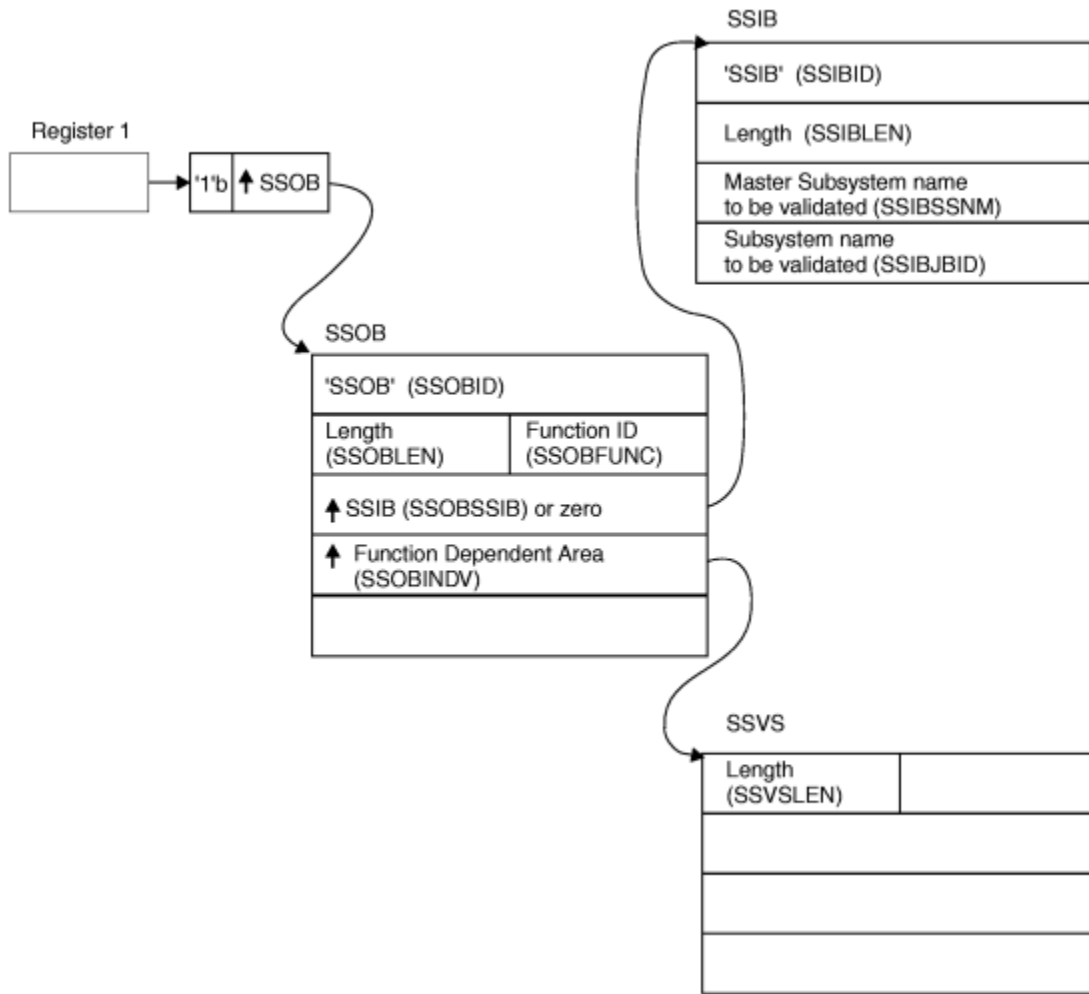 SSIB
'SSIB' (SSIBID)
Length (SSIBLEN)
Master Subsystem name
to be validated (SSIBSSNM)
Subsystem name
to be validated (SSIBJBID)
Register 1
'1'b ↑ SSOB
SSOB
'SSOB' (SSOBID)
Length
(SSOBLEN)
Function ID
(SSOBFUNC)
↑ SSIB (SSOBSSIB) or zero
↑ Function Dependent Area
(SSOBINDV)
SSVS
Length
(SSVSLEN)